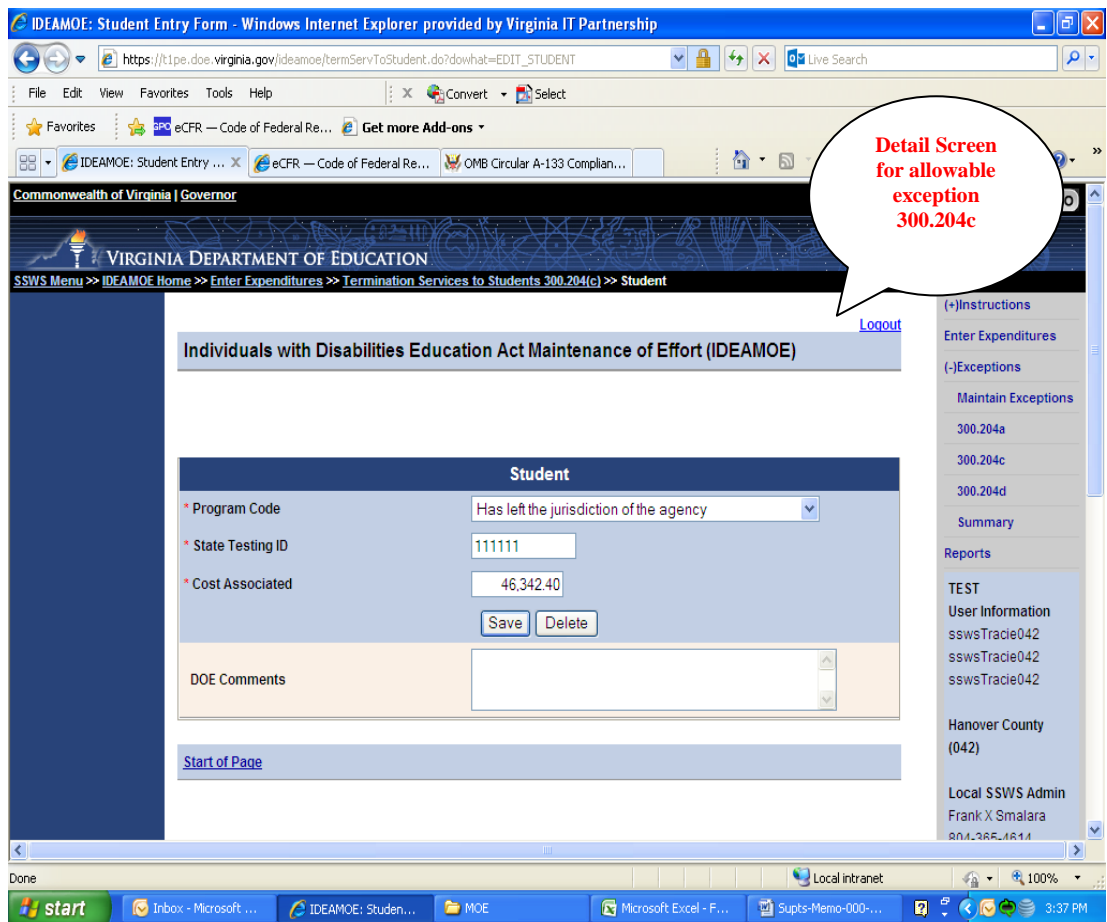 IDEAMOE: Student Entry Form - Windows Internet Explorer provided by Virginia IT Partnership
https://t1pe.doe.virginia.gov/ideamoe/termServToStudent.do?dowhat=EDIT_STUDENT
Live Search
File Edit View Favorites Tools Help
Convert Select
Favorites
GPO eCFR — Code of Federal Re...
Get more Add-ons
IDEAMOE: Student Entry ...
eCFR — Code of Federal Re...
OMB Circular A-133 Complian...
Detail Screen
for allowable
exception
300.204c
Commonwealth of Virginia | Governor
VIRGINIA DEPARTMENT OF EDUCATION
SSWS Menu >> IDEAMOE Home >> Enter Expenditures >> Termination Services to Students 300.204(c) >> Student
Logout
Individuals with Disabilities Education Act Maintenance of Effort (IDEAMOE)
Student
* Program Code
Has left the jurisdiction of the agency
* State Testing ID
111111
* Cost Associated
46,342.40
Save Delete
DOE Comments
Start of Page
(+)Instructions
Enter Expenditures
(-)Exceptions
Maintain Exceptions
300.204a
300.204c
300.204d
Summary
Reports
TEST
User Information
sswsTracie042
sswsTracie042
sswsTracie042
Hanover County
(042)
Local SSWS Admin
Frank X Smalara
804-365-4614
Done
Local intranet
100%
start
Inbox - Microsoft ...
IDEAMOE: Studen...
MOE
Microsoft Excel - F...
Supts-Memo-000-...
3:37 PM